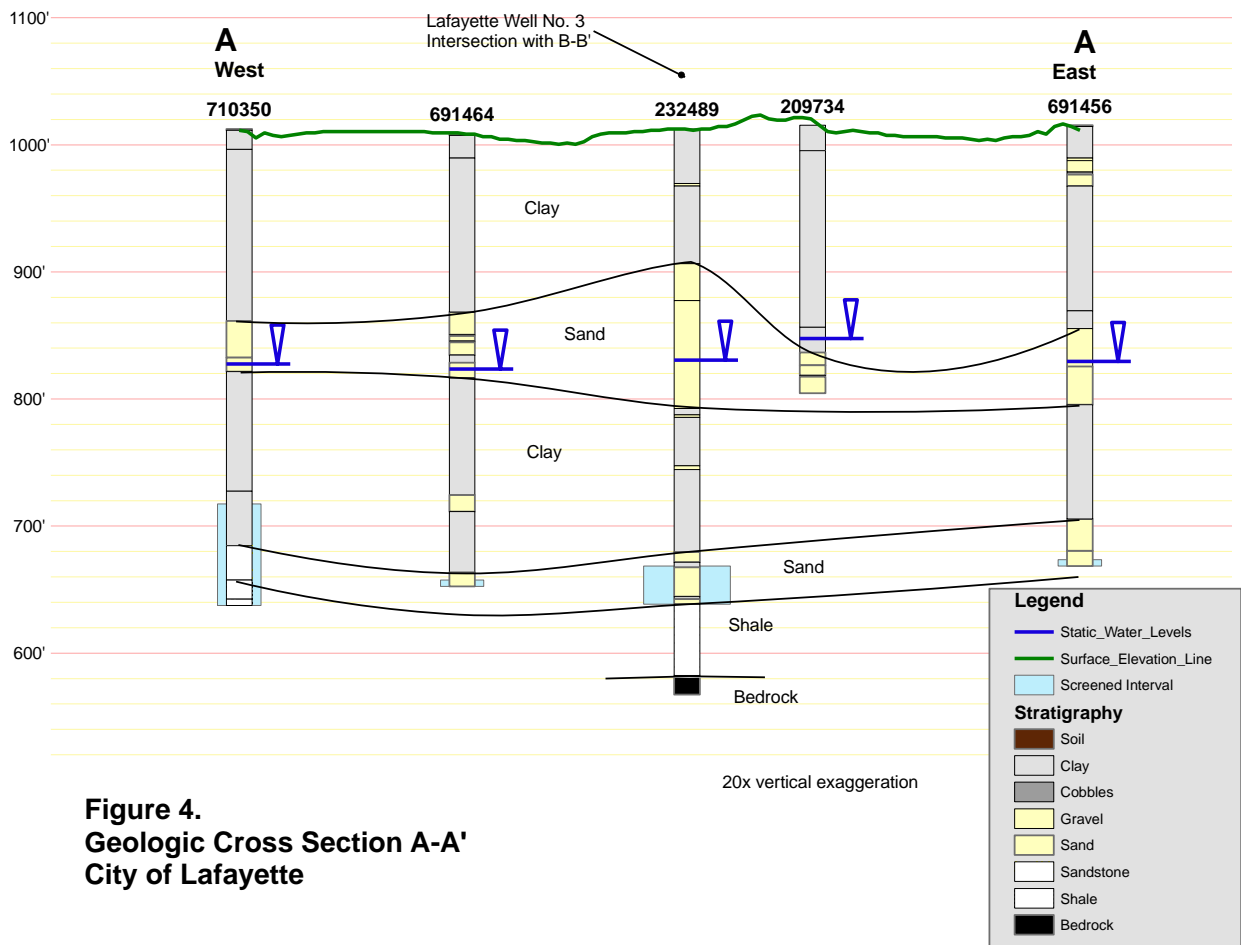 1100'
Lafayette Well No. 3
Intersection with B-B'
A
West
A
East
710350
691464
232489
209734
691456
1000'
Clay
900'
Sand
800'
Clay
700'
Sand
Shale
600'
Bedrock
20x vertical exaggeration
Figure 4.
Geologic Cross Section A-A'
City of Lafayette
Legend
Static_Water_Levels
Surface_Elevation_Line
Screened Interval
Stratigraphy
Soil
Clay
Cobbles
Gravel
Sand
Sandstone
Shale
Bedrock